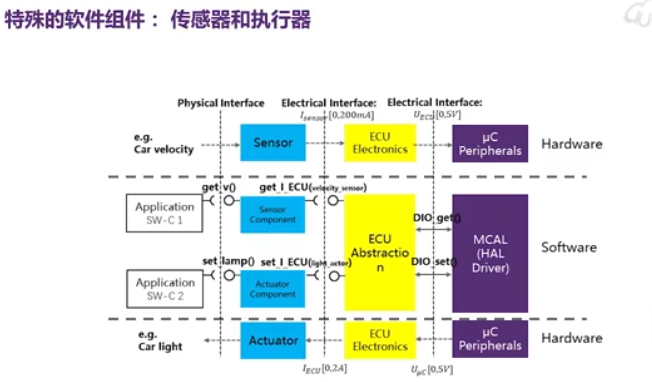 特殊的软件组件： 传感器和执行器
Physical Interface
Electrical Interface:
Electrical Interface:
I_sensor[0,200mA]
U_ECU[0,5V]
e.g.
Car velocity
Sensor
ECU
Electronics
µC
Peripherals
Hardware
get_v()
get_I_ECU(velocity_sensor)
Application
SW-C 1
Sensor
Component
DIO_get()
ECU
Abstractio
n
MCAL
(HAL
Driver)
Software
set_lamp()
set_I_ECU(light_actor)
DIO_set()
Application
SW-C 2
Actuator
Component
e.g.
Car light
Actuator
ECU
Electronics
µC
Peripherals
Hardware
I_ECU[0,2A]
U_µC[0,5V]